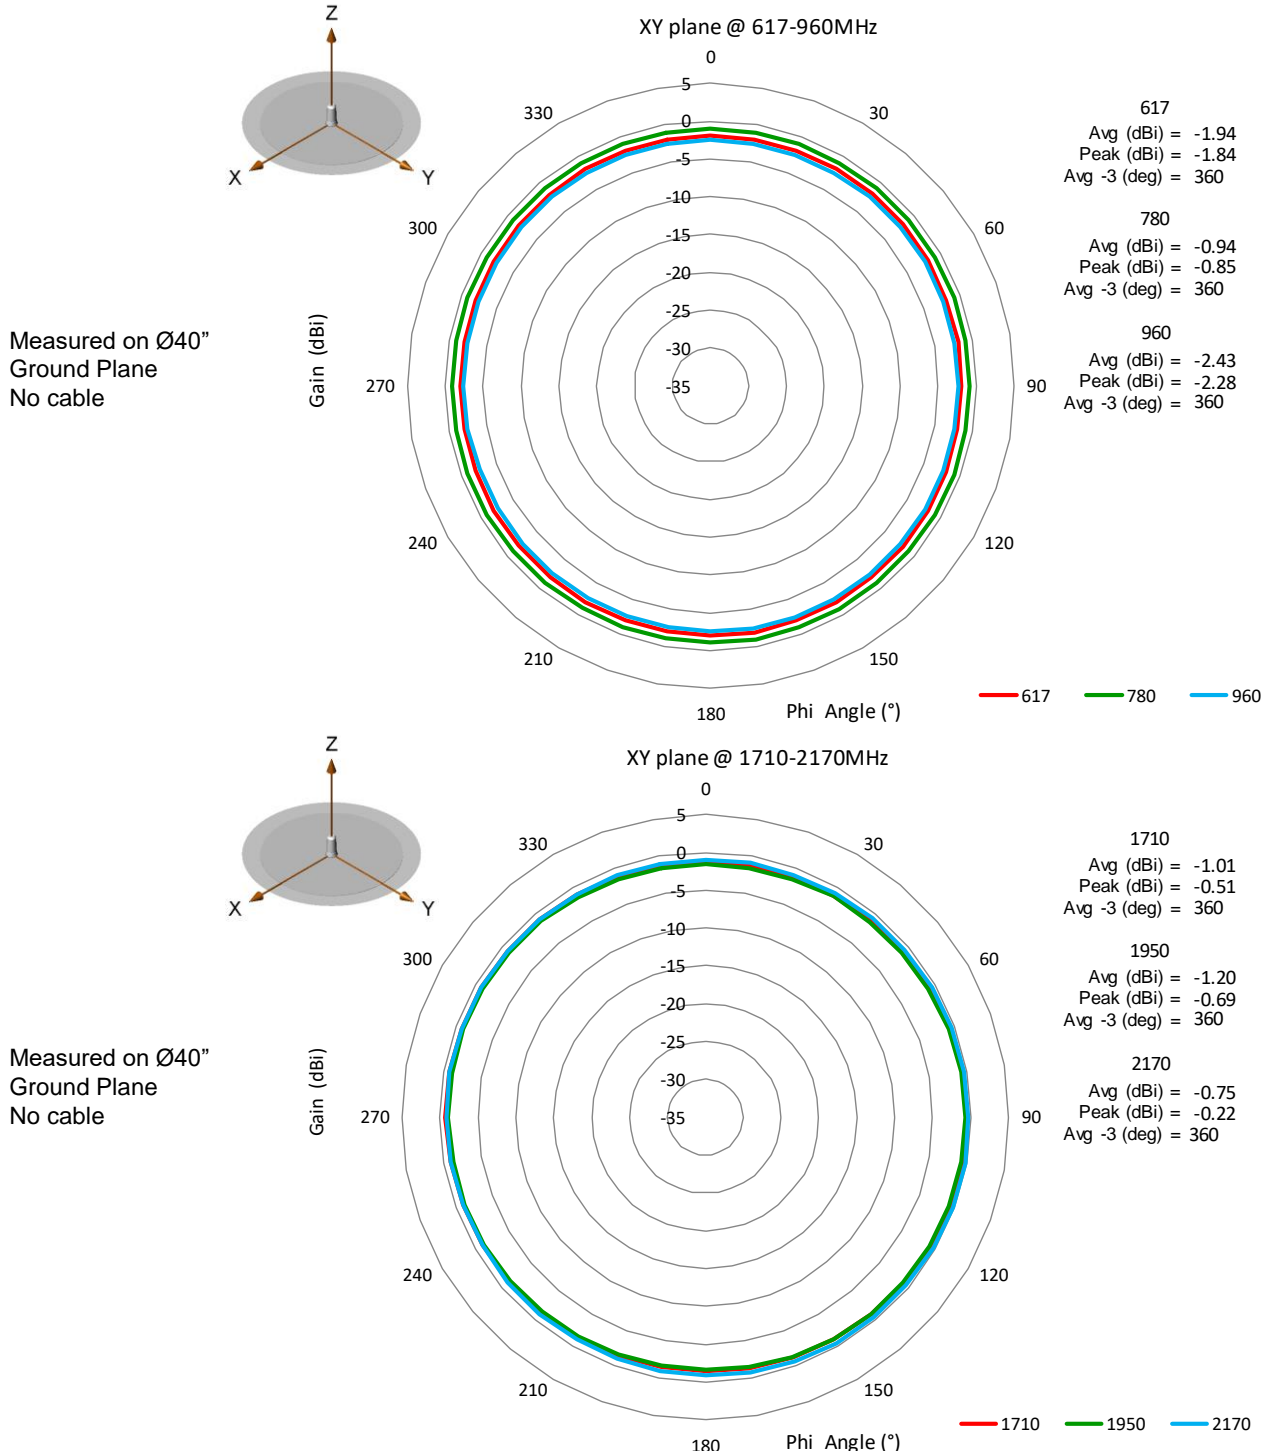 Z
X
Y
Measured on Ø40”
Ground Plane
No cable
XY plane @ 617-960MHz
0
30
60
90
120
150
180
210
240
270
300
330
5
0
-5
-10
-15
-20
-25
-30
-35
Gain (dBi)
Phi Angle (°)
617
Avg (dBi) = -1.94
Peak (dBi) = -1.84
Avg -3 (deg) = 360
780
Avg (dBi) = -0.94
Peak (dBi) = -0.85
Avg -3 (deg) = 360
960
Avg (dBi) = -2.43
Peak (dBi) = -2.28
Avg -3 (deg) = 360
617 780 960
Z
X
Y
Measured on Ø40”
Ground Plane
No cable
XY plane @ 1710-2170MHz
0
30
60
90
120
150
180
210
240
270
300
330
5
0
-5
-10
-15
-20
-25
-30
-35
Gain (dBi)
Phi Angle (°)
1710
Avg (dBi) = -1.01
Peak (dBi) = -0.51
Avg -3 (deg) = 360
1950
Avg (dBi) = -1.20
Peak (dBi) = -0.69
Avg -3 (deg) = 360
2170
Avg (dBi) = -0.75
Peak (dBi) = -0.22
Avg -3 (deg) = 360
1710 1950 2170